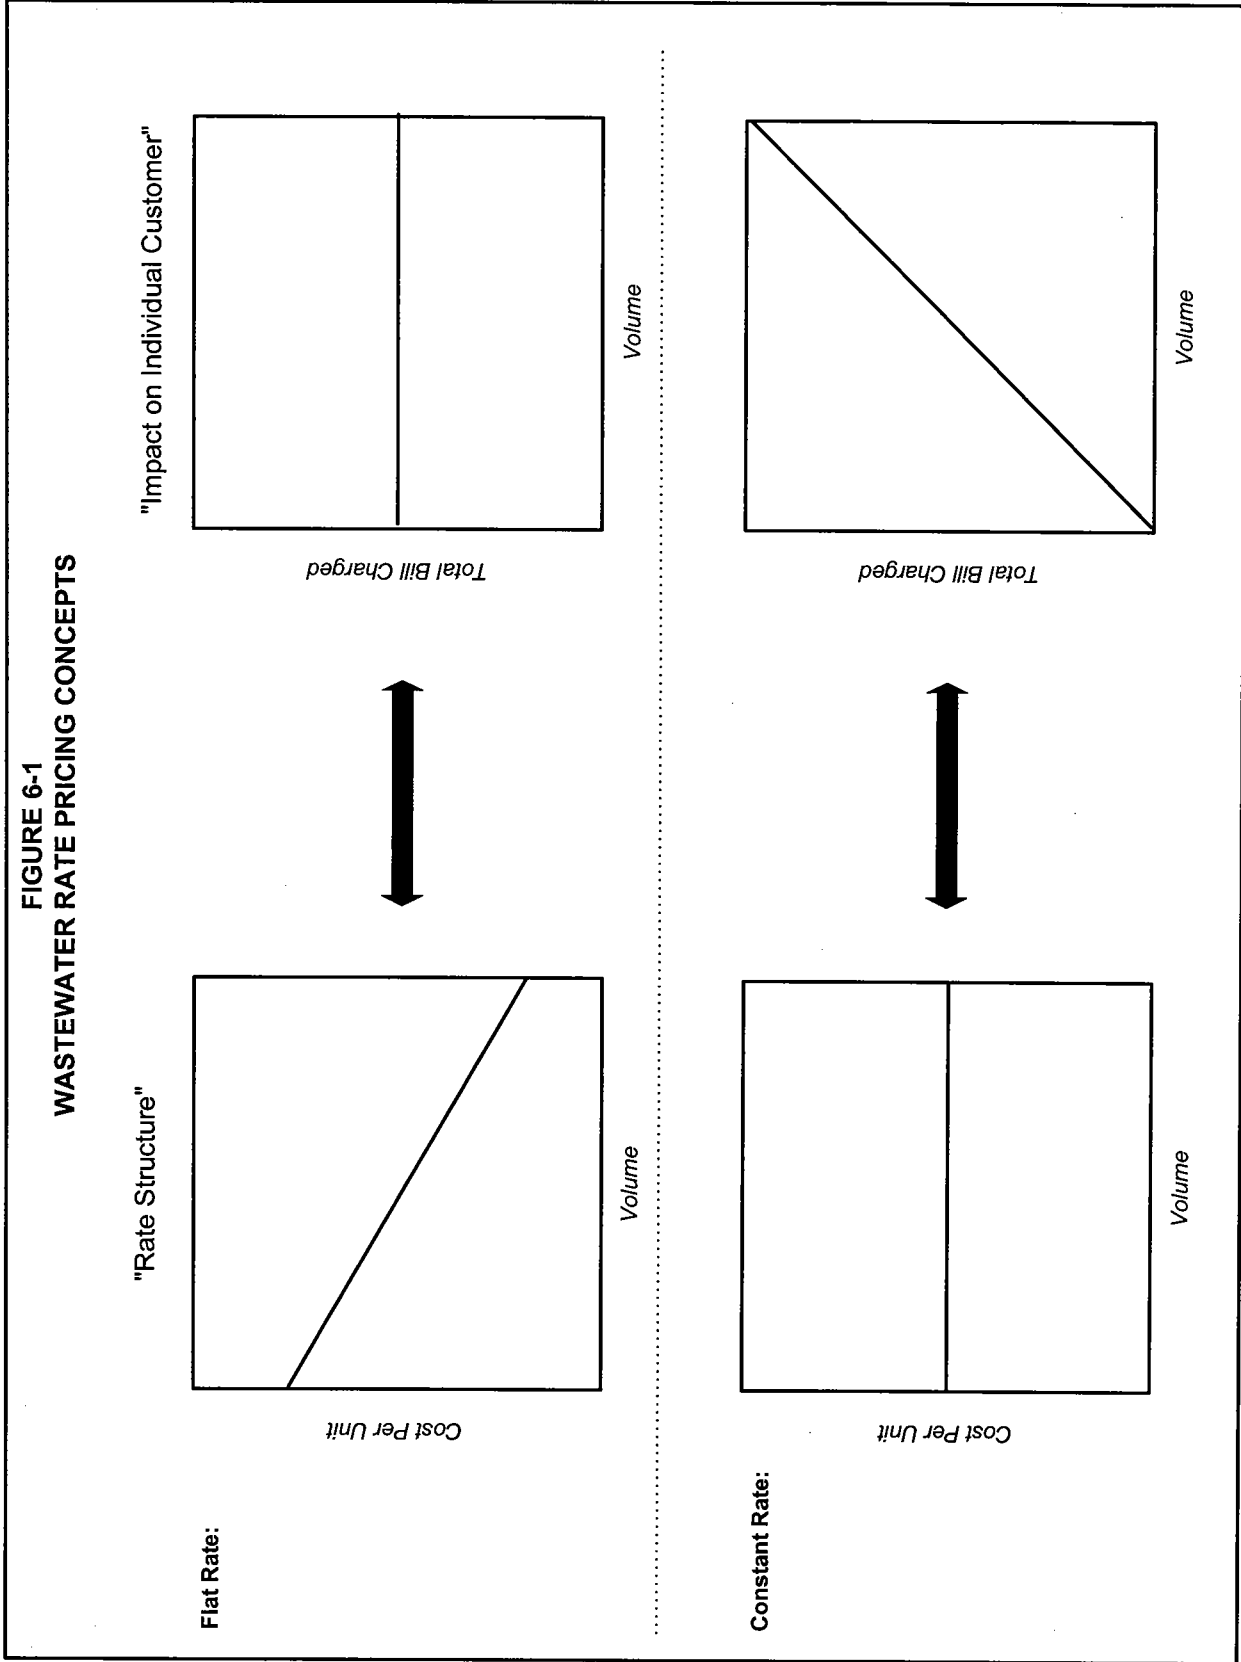 FIGURE 6-1
WASTEWATER RATE PRICING CONCEPTS
"Rate Structure"
"Impact on Individual Customer"
Flat Rate:
Cost Per Unit
Volume
Total Bill Charged
Volume
Constant Rate:
Cost Per Unit
Volume
Total Bill Charged
Volume